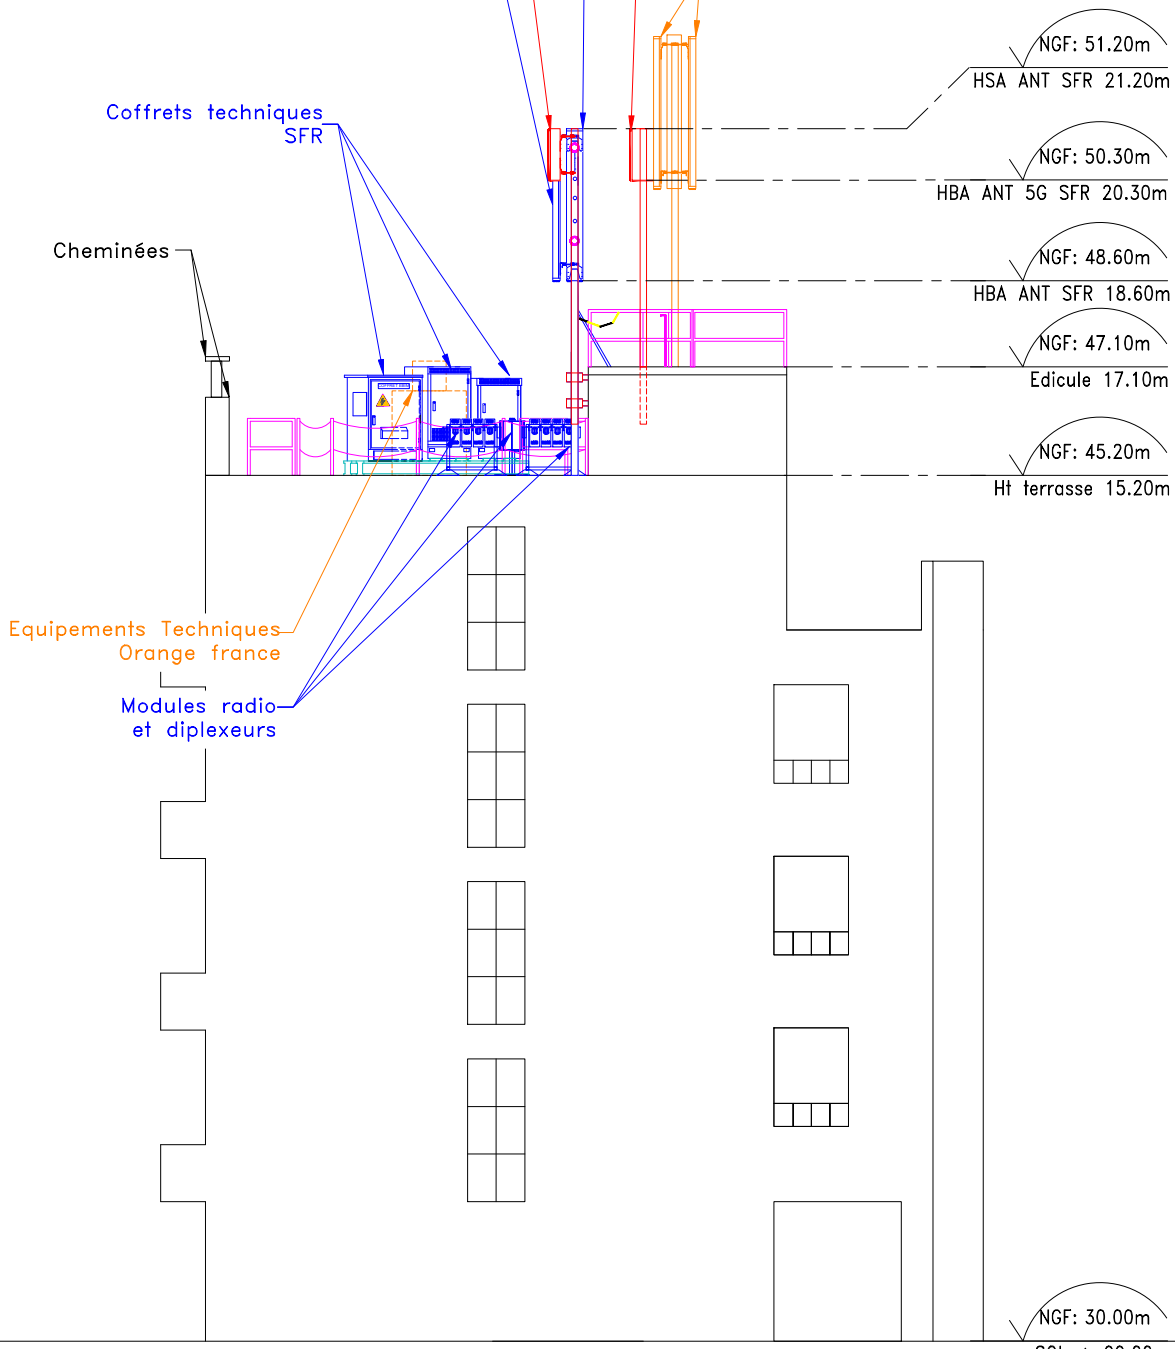 NGF: 51.20m
HSA ANT SFR 21.20m
Coffrets techniques
SFR
NGF: 50.30m
HBA ANT 5G SFR 20.30m
Cheminées
NGF: 48.60m
HBA ANT SFR 18.60m
NGF: 47.10m
Edicule 17.10m
NGF: 45.20m
Ht terrasse 15.20m
Equipements Techniques
Orange france
Modules radio
et diplexeurs
NGF: 30.00m